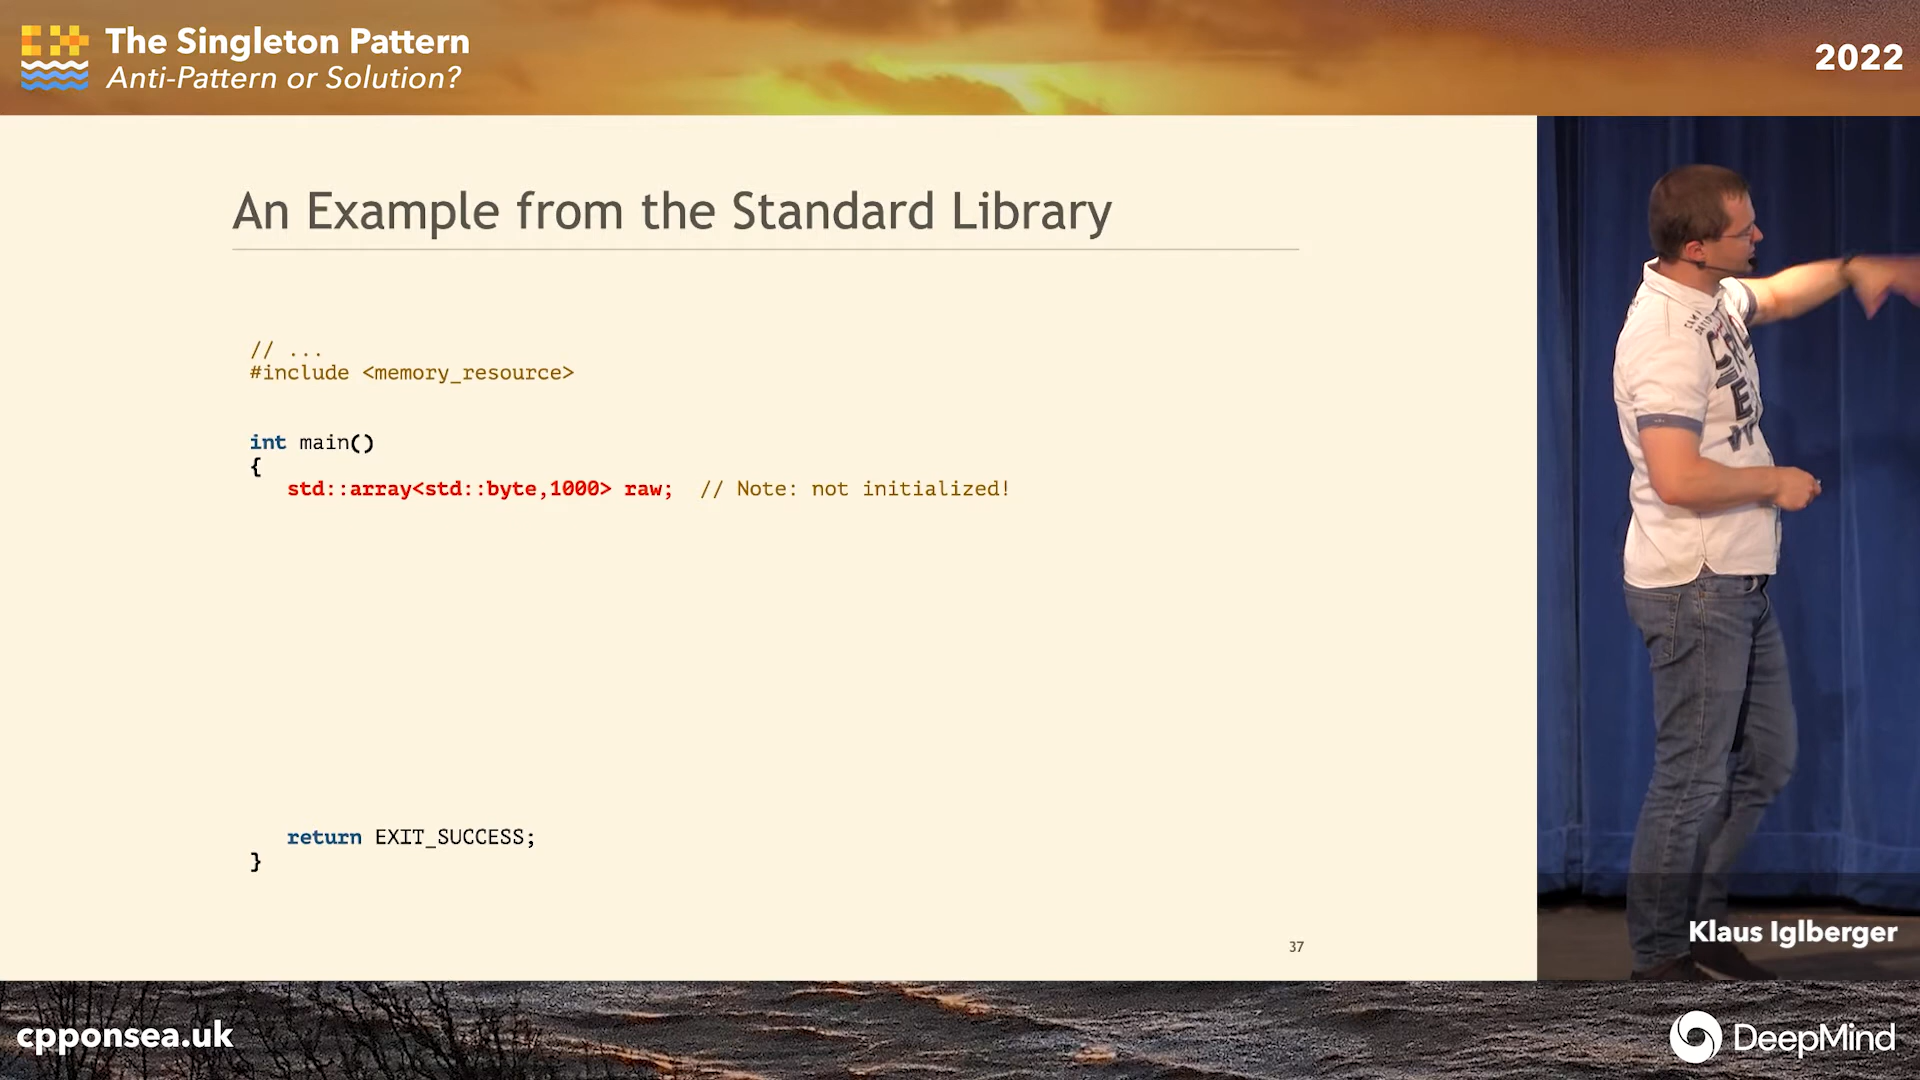 The Singleton Pattern
Anti-Pattern or Solution?
2022
An Example from the Standard Library
// ...
#include <memory_resource>
int main()
{
std::array<std::byte,1000> raw;  // Note: not initialized!
return EXIT_SUCCESS;
}
37
Klaus Iglberger
cpponsea.uk
DeepMind